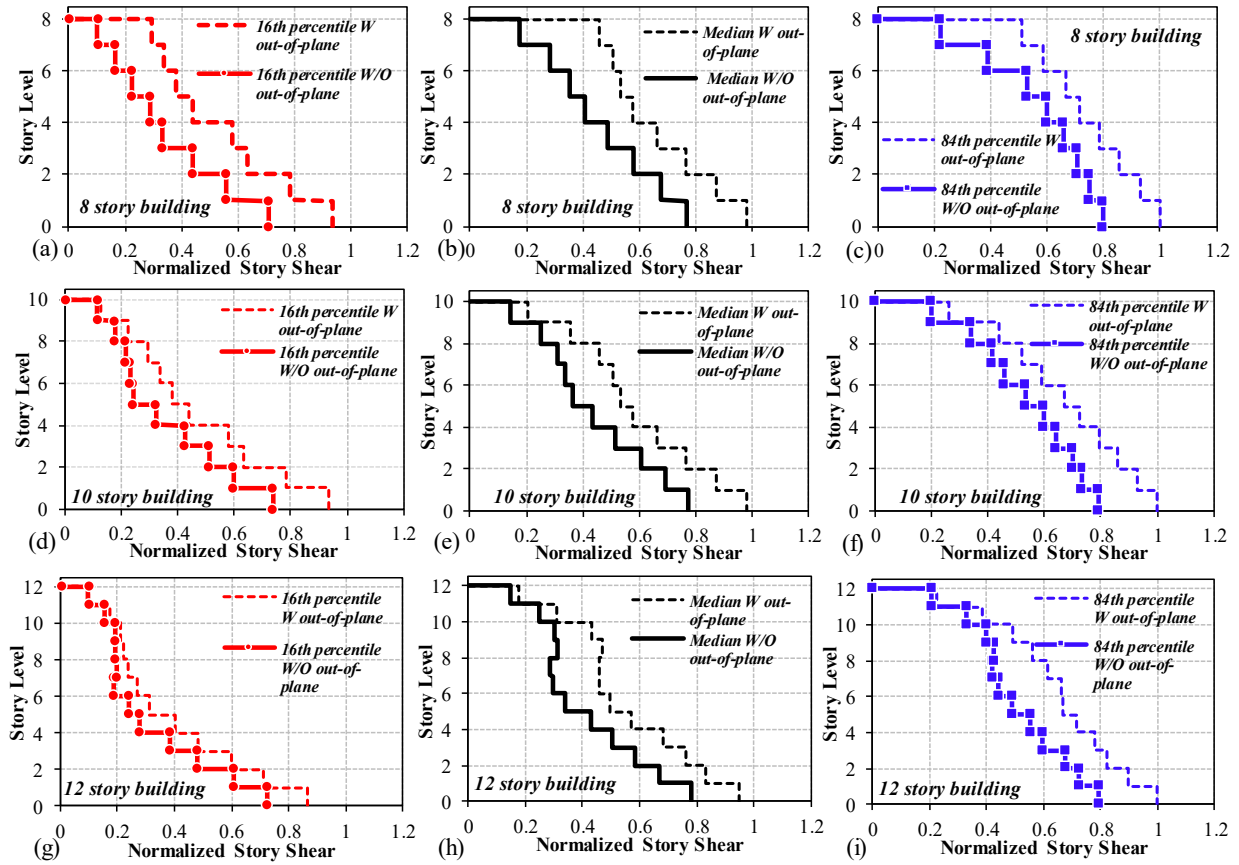 8
6
4
2
0
Story Level
16th percentile W
out-of-plane
16th percentile W/O
out-of-plane
8 story building
0 0.2 0.4 0.6 0.8 1 1.2
(a)
Normalized Story Shear
8
6
4
2
0
Story Level
Median W out-
of-plane
Median W/O
out-of-plane
8 story building
0 0.2 0.4 0.6 0.8 1 1.2
(b)
Normalized Story Shear
8
6
4
2
0
Story Level
8 story building
84th percentile W
out-of-plane
84th percentile
W/O out-of-plane
0 0.2 0.4 0.6 0.8 1 1.2
(c)
Normalized Story Shear
10
8
6
4
2
0
Story Level
16th percentile W
out-of-plane
16th percentile
W/O out-of-plane
10 story building
0 0.2 0.4 0.6 0.8 1 1.2
(d)
Normalized Story Shear
10
8
6
4
2
0
Story Level
Median W out-
of-plane
Median W/O
out-of-plane
10 story building
0 0.2 0.4 0.6 0.8 1 1.2
(e)
Normalized Story Shear
10
8
6
4
2
0
Story Level
84th percentile W
out-of-plane
84th percentile
W/O out-of-plane
10 story building
0 0.2 0.4 0.6 0.8 1 1.2
(f)
Normalized Story Shear
12
10
8
6
4
2
0
Story Level
16th percentile
W out-of-plane
16th percentile
W/O out-of-
plane
12 story building
0 0.2 0.4 0.6 0.8 1 1.2
(g)
Normalized Story Shear
12
10
8
6
4
2
0
Story Level
Median W out-
of-plane
Median W/O
out-of-plane
12 story building
0 0.2 0.4 0.6 0.8 1 1.2
(h)
Normalized Story Shear
12
10
8
6
4
2
0
Story Level
84th percentile
W out-of-plane
84th percentile
W/O out-of-
plane
12 story building
0 0.2 0.4 0.6 0.8 1 1.2
(i)
Normalized Story Shear